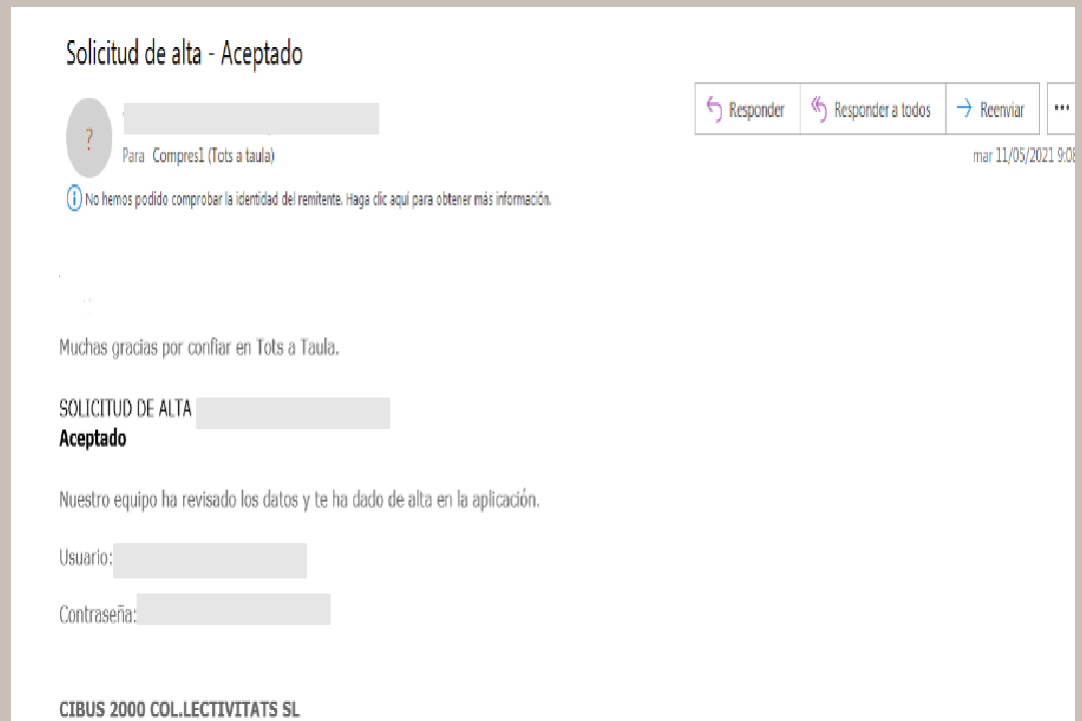 Solicitud de alta - Aceptado
Responder
Responder a todos
Reenviar
...
?
Para Compres1 (Tots a taula)
mar 11/05/2021 9:08
No hemos podido comprobar la identidad del remitente. Haga clic aquí para obtener más información.
Muchas gracias por confiar en Tots a Taula.
SOLICITUD DE ALTA
Aceptado
Nuestro equipo ha revisado los datos y te ha dado de alta en la aplicación.
Usuario:
Contraseña:
CIBUS 2000 COL.LECTIVITATS SL